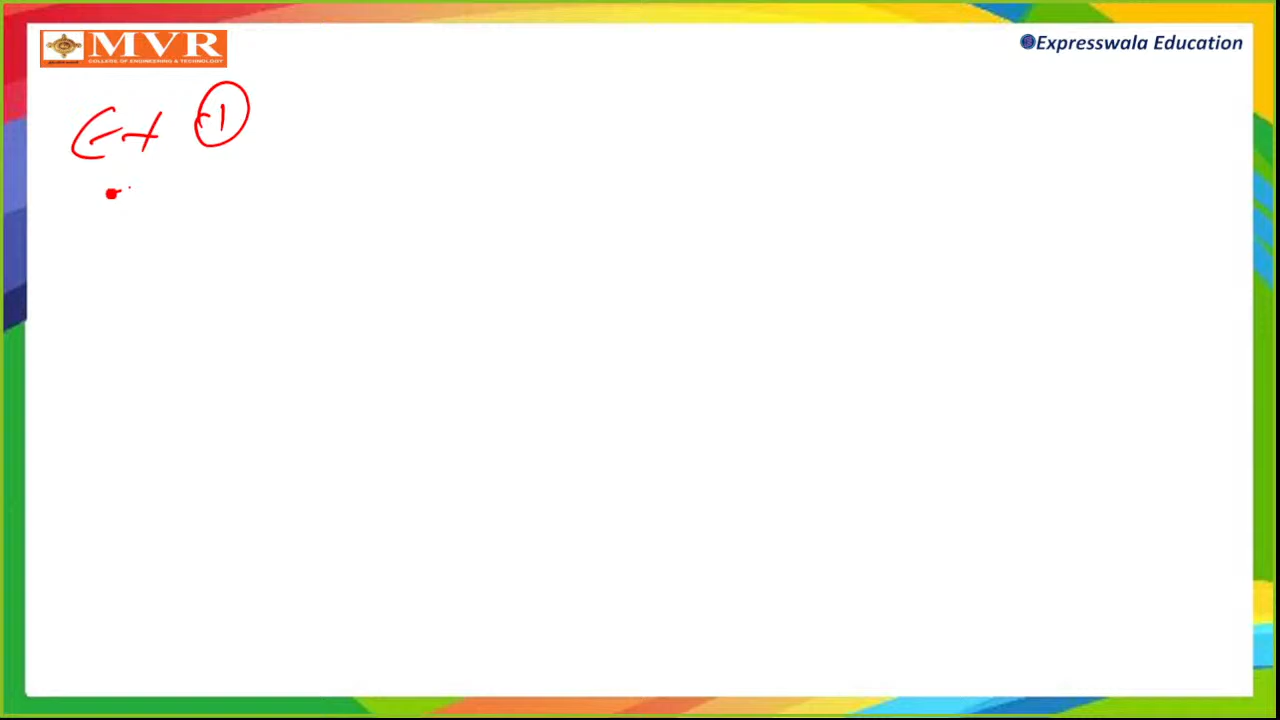 MVR
COLLEGE OF ENGINEERING & TECHNOLOGY
Expresswala Education
Ex 1